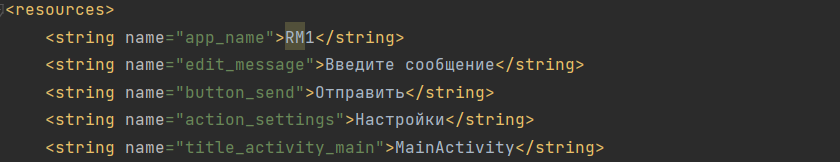 <resources>
<string name="app_name">RM1</string>
<string name="edit_message">Введите сообщение</string>
<string name="button_send">Отправить</string>
<string name="action_settings">Настройки</string>
<string name="title_activity_main">MainActivity</string>